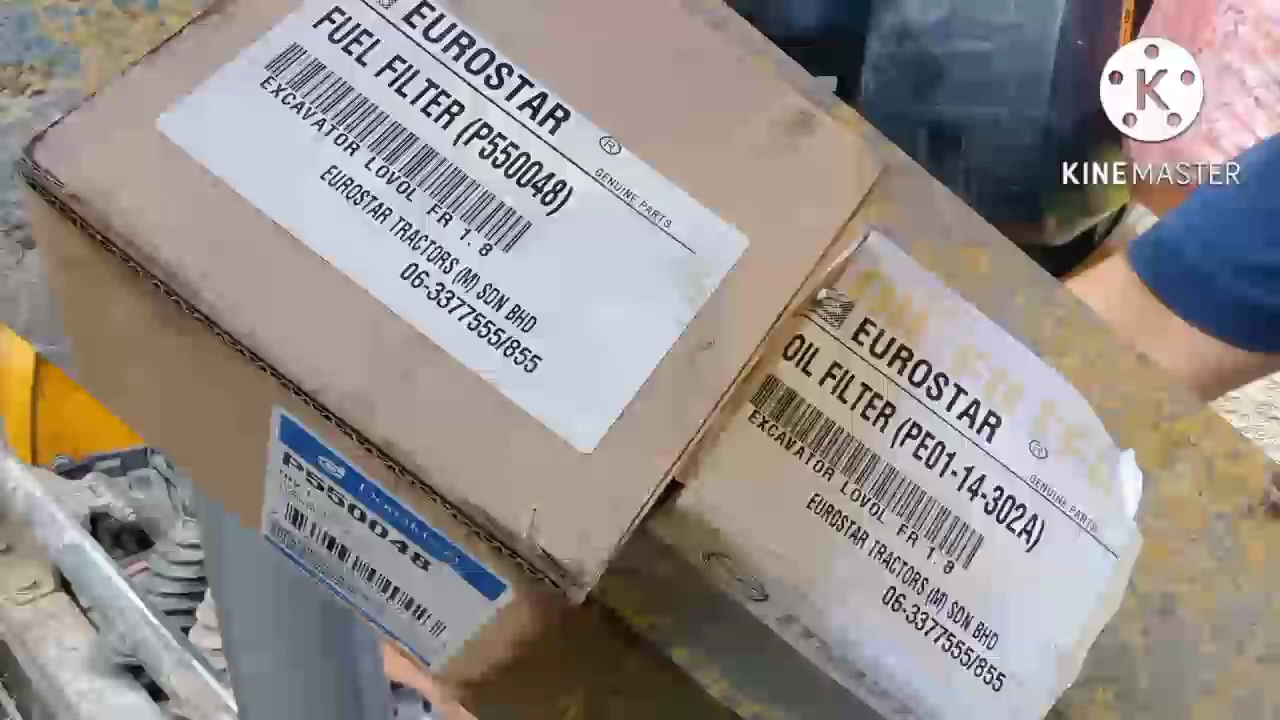 EUROSTAR
®
GENUINE PARTS
FUEL FILTER (P550048)
EXCAVATOR LOVOL FR 1.8
EUROSTAR TRACTORS (M) SDN BHD
06-3377555/855
P550048
EUROSTAR
®
GENUINE PARTS
OIL FILTER (PE01-14-302A)
EXCAVATOR LOVOL FR 1.8
EUROSTAR TRACTORS (M) SDN BHD
06-3377555/855
K
KINEMASTER